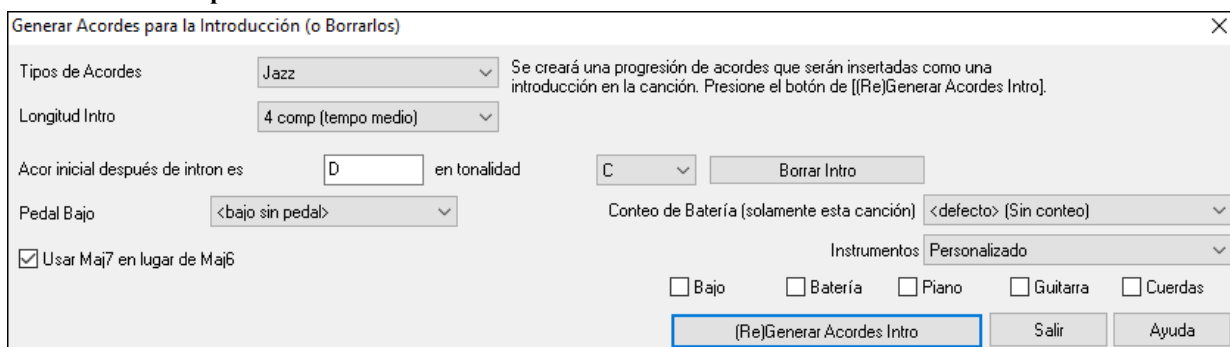 Generar Acordes para la Introducción (o Borrarlos)
Tipos de Acordes
Jazz
Se creará una progresión de acordes que serán insertadas como una
introducción en la canción. Presione el botón de [(Re)Generar Acordes Intro].
Longitud Intro
4 comp (tempo medio)
Acor inicial después de intron es
D
en tonalidad
C
Borrar Intro
Pedal Bajo
<bajo sin pedal>
Conteo de Batería (solamente esta canción)
<defecto> (Sin conteo)
Usar Maj7 en lugar de Maj6
Instrumentos
Personalizado
Bajo
Batería
Piano
Guitarra
Cuerdas
(Re)Generar Acordes Intro
Salir
Ayuda